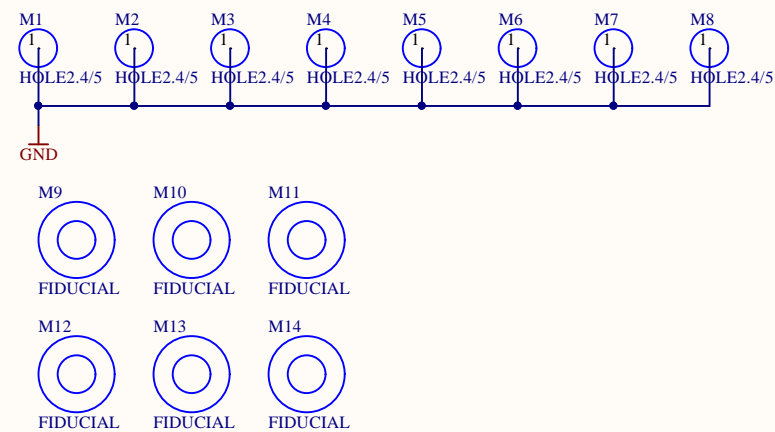 M1 M2 M3 M4 M5 M6 M7 M8
1 1 1 1 1 1 1 1
HOLE2.4/5 HOLE2.4/5 HOLE2.4/5 HOLE2.4/5 HOLE2.4/5 HOLE2.4/5 HOLE2.4/5 HOLE2.4/5
GND
M9 M10 M11
FIDUCIAL FIDUCIAL FIDUCIAL
M12 M13 M14
FIDUCIAL FIDUCIAL FIDUCIAL